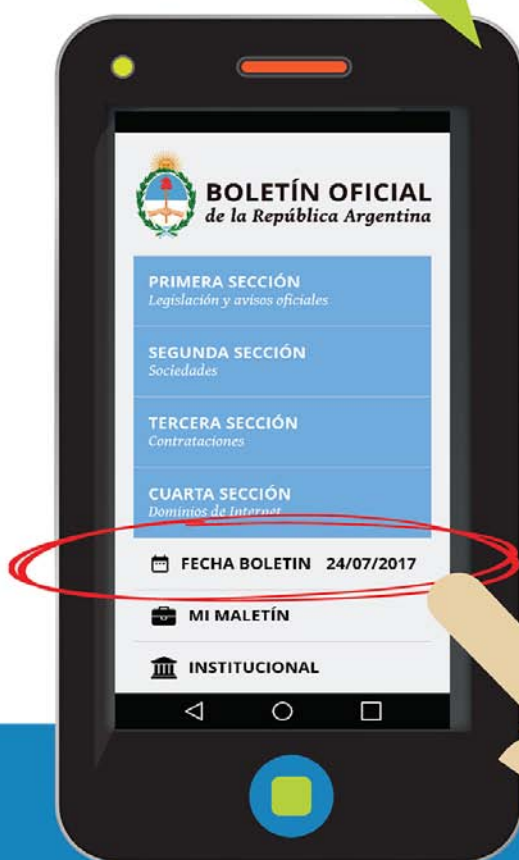 BOLETÍN OFICIAL
de la República Argentina
PRIMERA SECCIÓN
Legislación y avisos oficiales
SEGUNDA SECCIÓN
Sociedades
TERCERA SECCIÓN
Contrataciones
CUARTA SECCIÓN
Dominios de Internet
FECHA BOLETIN 24/07/2017
MI MALETÍN
INSTITUCIONAL